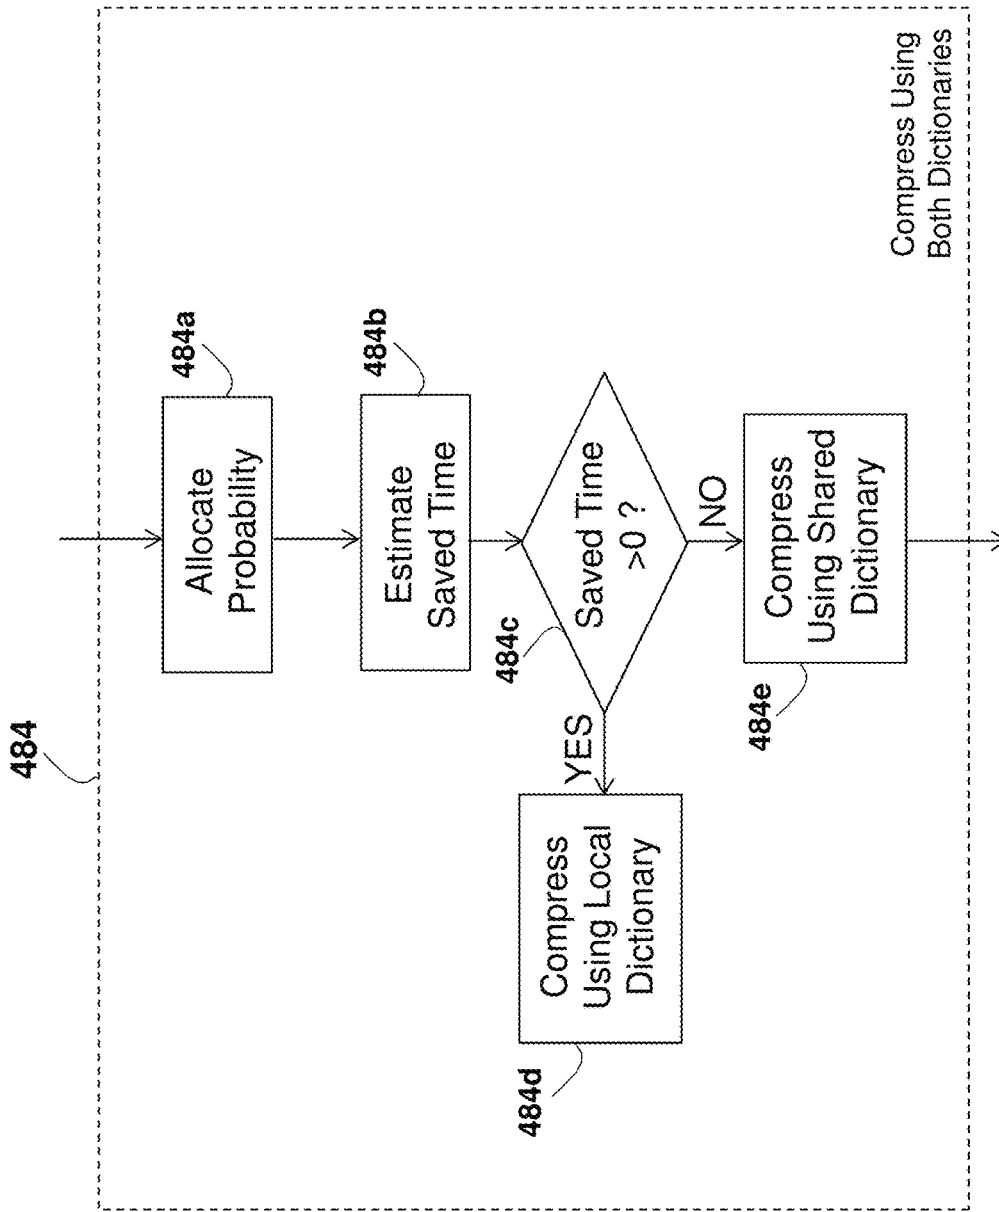 484
484a
Allocate
Probability
484b
Estimate
Saved Time
484c
Saved Time
>0 ?
YES
NO
484d
Compress
Using Local
Dictionary
484e
Compress
Using Shared
Dictionary
Compress Using
Both Dictionaries